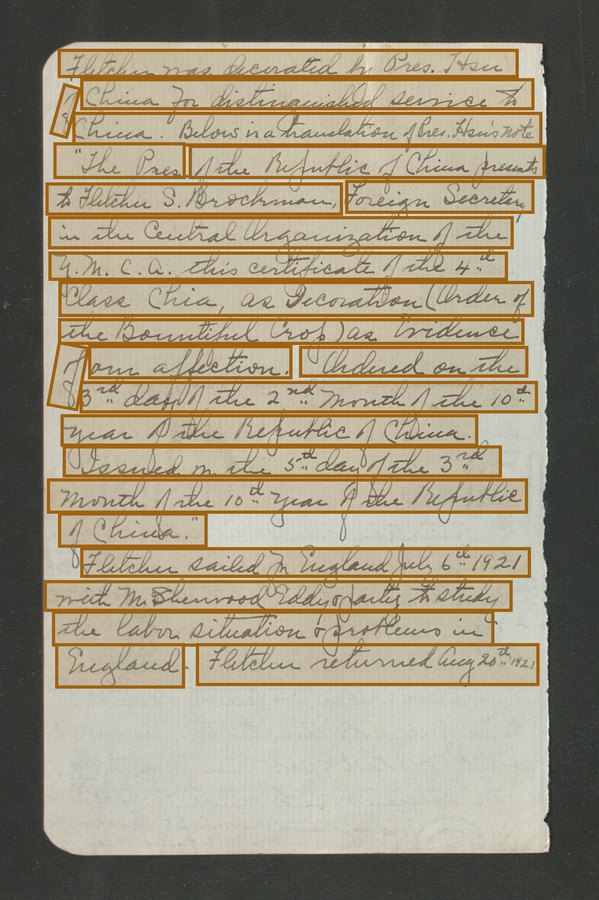 Fletcher was decorated by Pres. Hsu
of China for distinguished service to
China. Below is a translation of Pres. Hsu's note
"The Pres of the Republic of China presents
to Fletcher S. Brockman, Foreign Secretary
in the Central Organization of the
Y.M.C.A. this certificate of the 4th
Class Chia, as Decoration (Order of
the Bountiful Crop) as Evidence
of our affection. Ordered on the
3rd day of the 2nd Month of the 10th
year of the Republic of China.
Issued on the 5th day of the 3rd
Month of the 10th year of the Republic
of China."
Fletcher sailed for England July 6th 1921
with Mr. Sherwood Eddy & party to study
the labor situation & problems in
England. Fletcher returned Aug 20th 1921